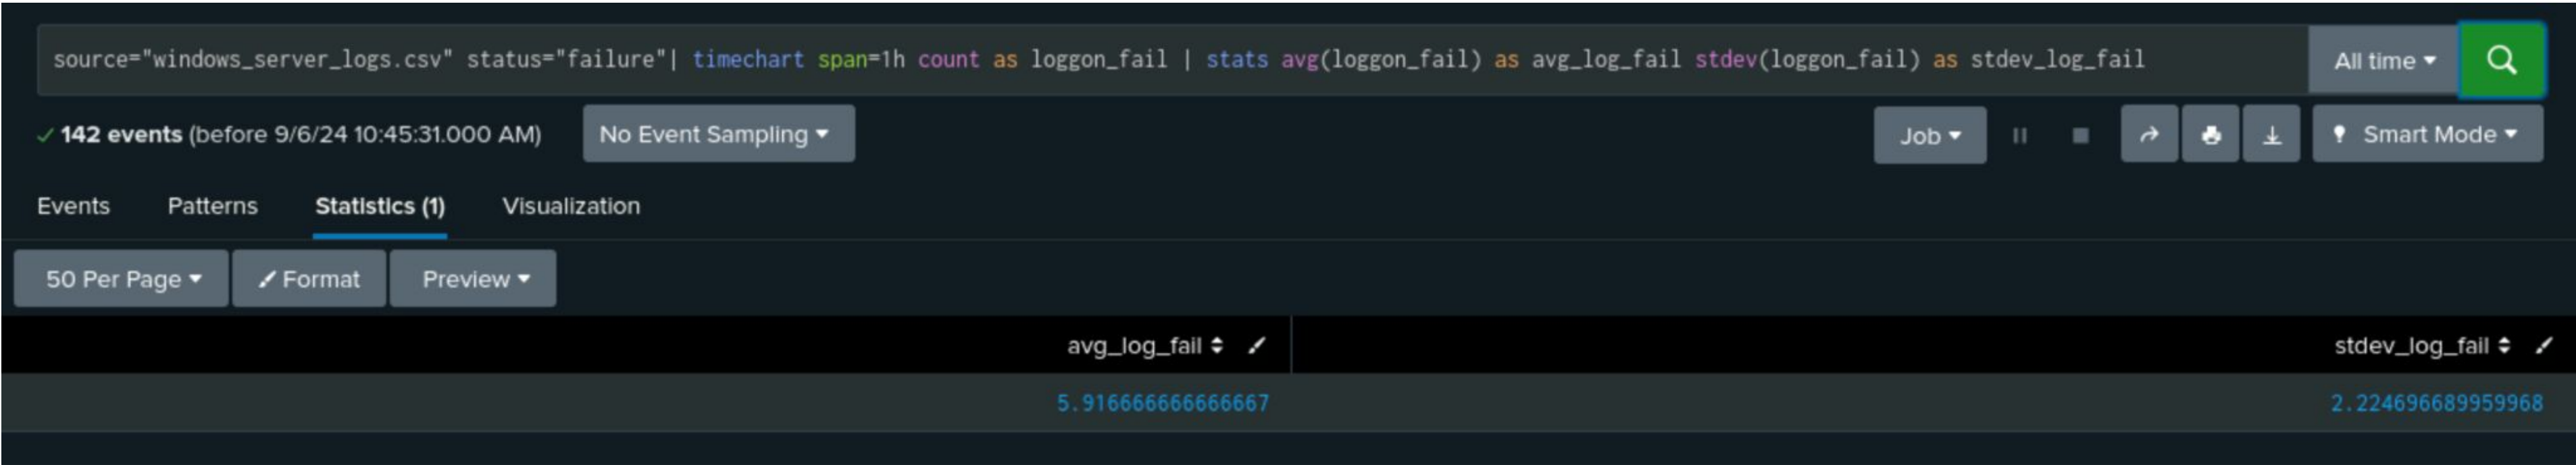 source="windows_server_logs.csv" status="failure"| timechart span=1h count as loggon_fail | stats avg(loggon_fail) as avg_log_fail stdev(loggon_fail) as stdev_log_fail All time
142 events (before 9/6/24 10:45:31.000 AM) No Event Sampling Job Smart Mode
Events Patterns Statistics (1) Visualization
50 Per Page Format Preview
avg_log_fail stdev_log_fail
5.916666666666667 2.224696689959968